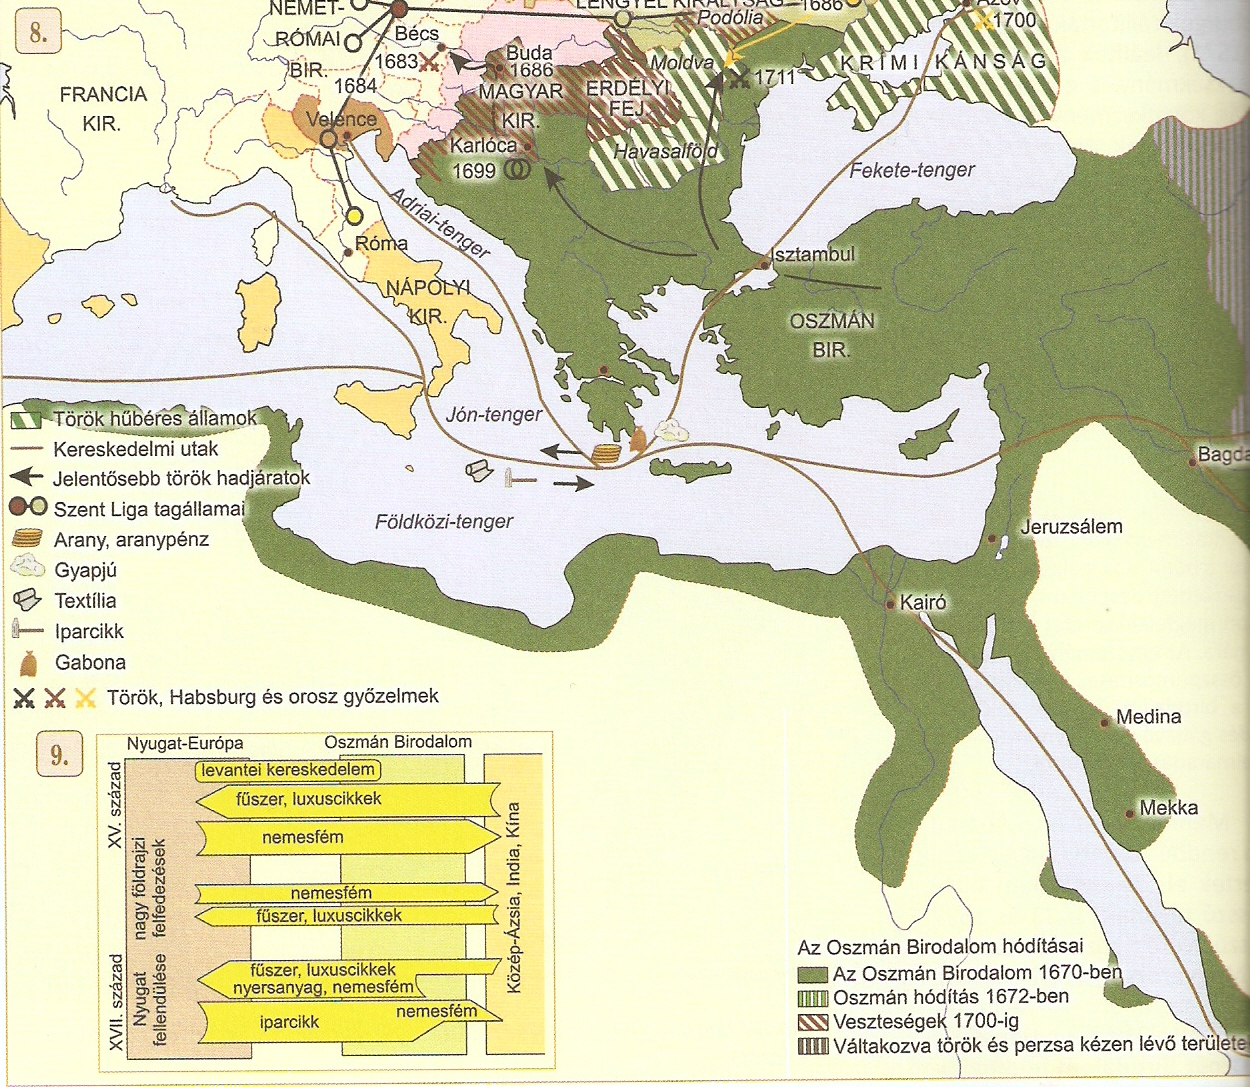 8.
NÉMET-
RÓMAI
BIR.
1684
FRANCIA
KIR.
Bécs
1683
Buda
1686
MAGYAR
KIR.
LENGYEL KIRÁLYSÁG
Podólia
1686
Moldva
ERDÉLYI
FEJ.
1711
KRÍMI KÁNSÁG
Azov
1700
Velence
Karlóca
1699
Havasalföld
Fekete-tenger
Adriai-tenger
Róma
NÁPOLYI
KIR.
Isztambul
OSZMÁN
BIR.
Jón-tenger
Földközi-tenger
Bagda
Jeruzsálem
Kairó
Medina
Mekka
Török hűbéres államok
Kereskedelmi utak
Jelentősebb török hadjáratok
Szent Liga tagállamai
Arany, aranypénz
Gyapjú
Textília
Iparcikk
Gabona
Török, Habsburg és orosz győzelmek
9.
Nyugat-Európa
Oszmán Birodalom
XV. század
nagy földrajzi
felfedezések
XVII. század
Nyugat
fellendülése
levantei kereskedelem
fűszer, luxuscikkek
nemesfém
nemesfém
fűszer, luxuscikkek
fűszer, luxuscikkek
nyersanyag, nemesfém
nemesfém
iparcikk
Közép-Ázsia, India, Kína
Az Oszmán Birodalom hódításai
Az Oszmán Birodalom 1670-ben
Oszmán hódítás 1672-ben
Veszteségek 1700-ig
Váltakozva török és perzsa kézen lévő területe